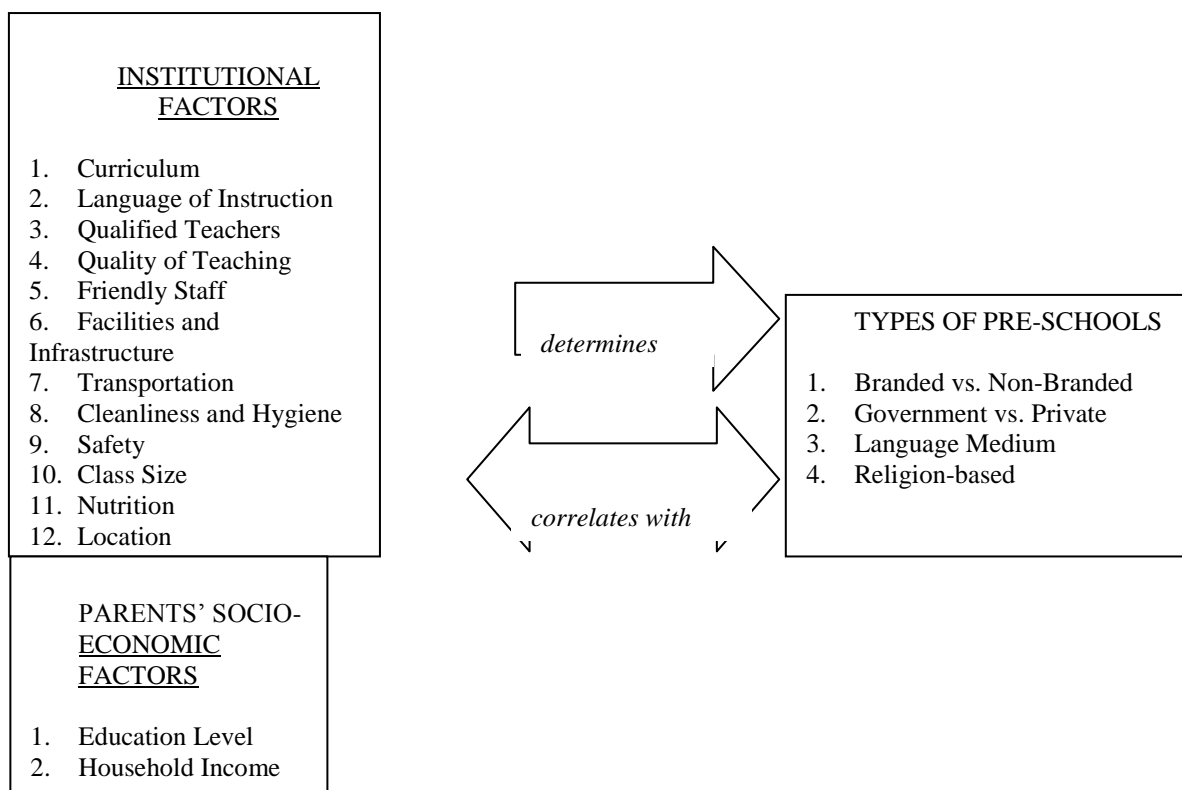 INSTITUTIONAL
FACTORS
1. Curriculum
2. Language of Instruction
3. Qualified Teachers
4. Quality of Teaching
5. Friendly Staff
6. Facilities and
Infrastructure
7. Transportation
8. Cleanliness and Hygiene
9. Safety
10. Class Size
11. Nutrition
12. Location
PARENTS’ SOCIO-
ECONOMIC
FACTORS
1. Education Level
2. Household Income
determines
correlates with
TYPES OF PRE-SCHOOLS
1. Branded vs. Non-Branded
2. Government vs. Private
3. Language Medium
4. Religion-based